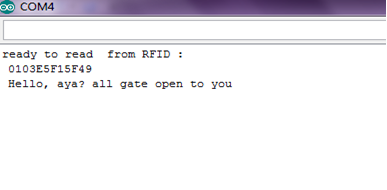 COM4
ready to read  from RFID :
0103E5F15F49
Hello, aya? all gate open to you